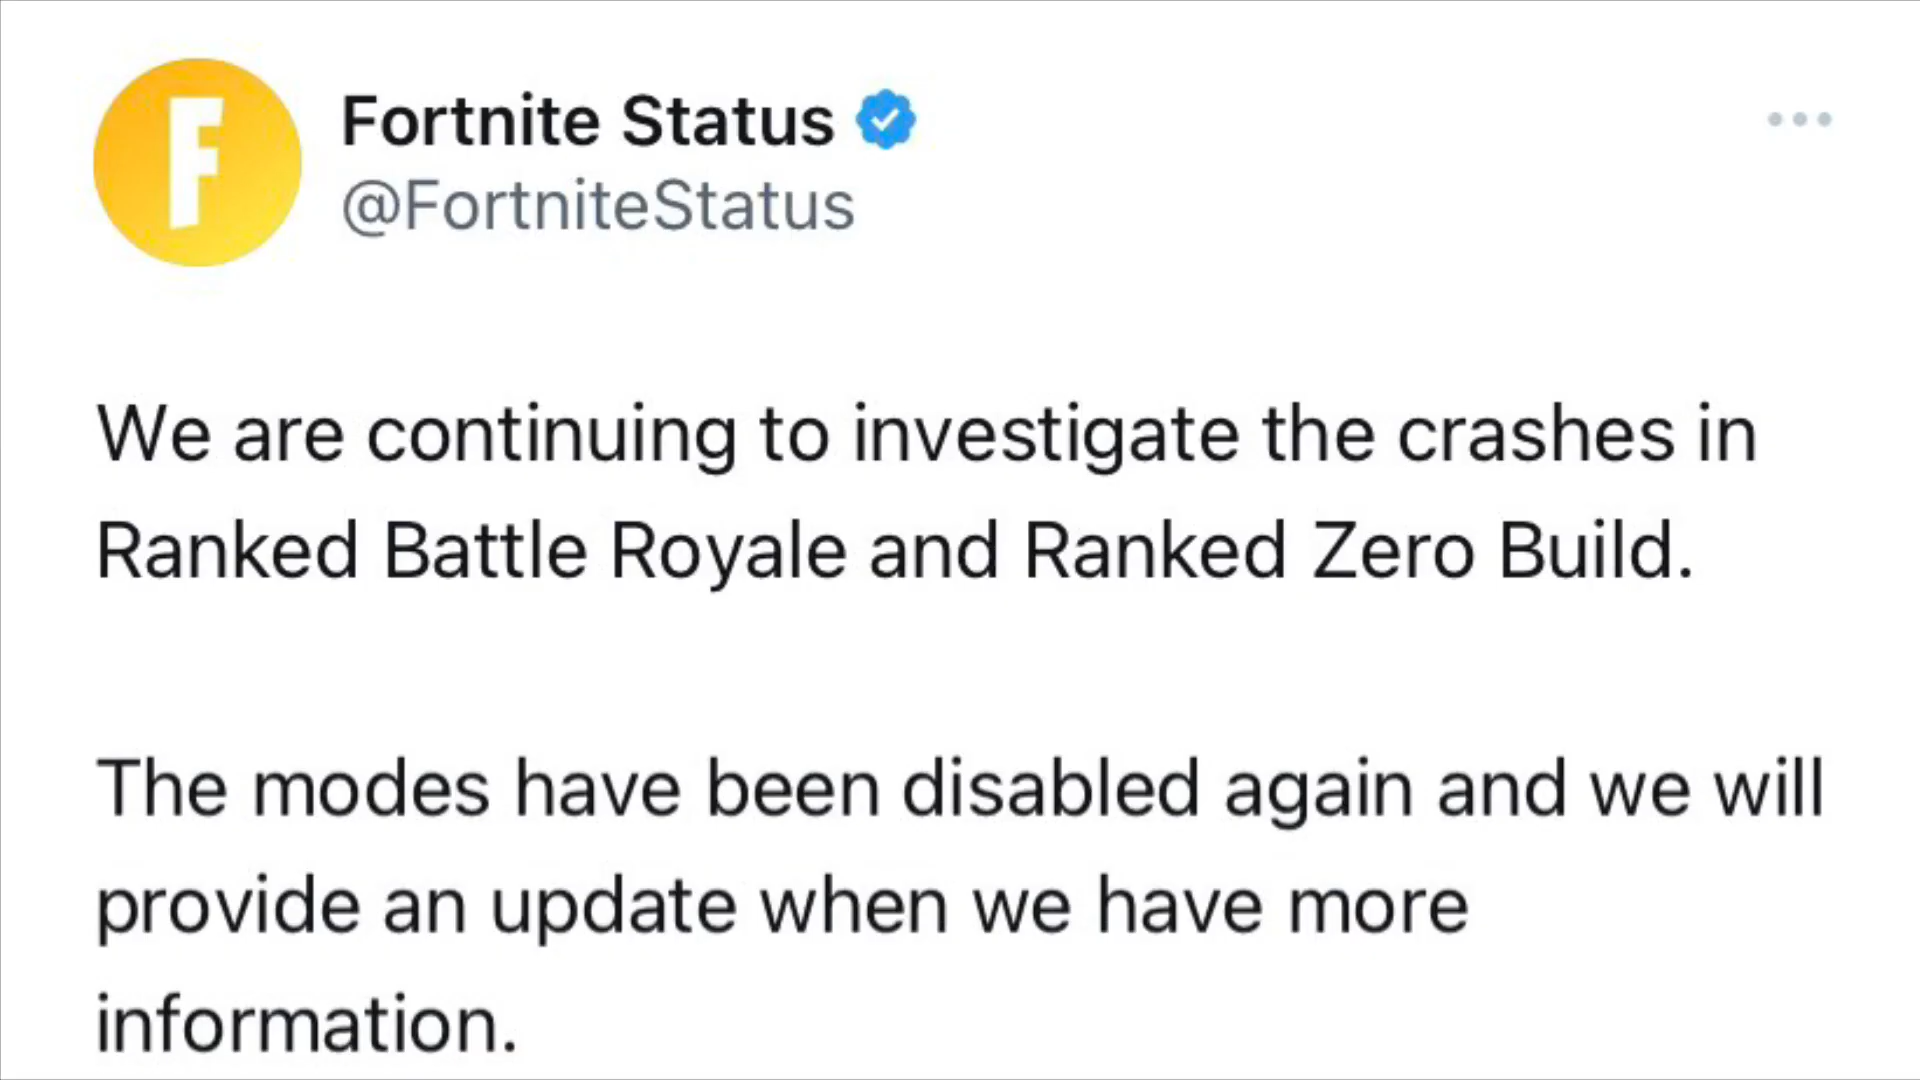 F
Fortnite Status
@FortniteStatus
We are continuing to investigate the crashes in
Ranked Battle Royale and Ranked Zero Build.
The modes have been disabled again and we will
provide an update when we have more
information.